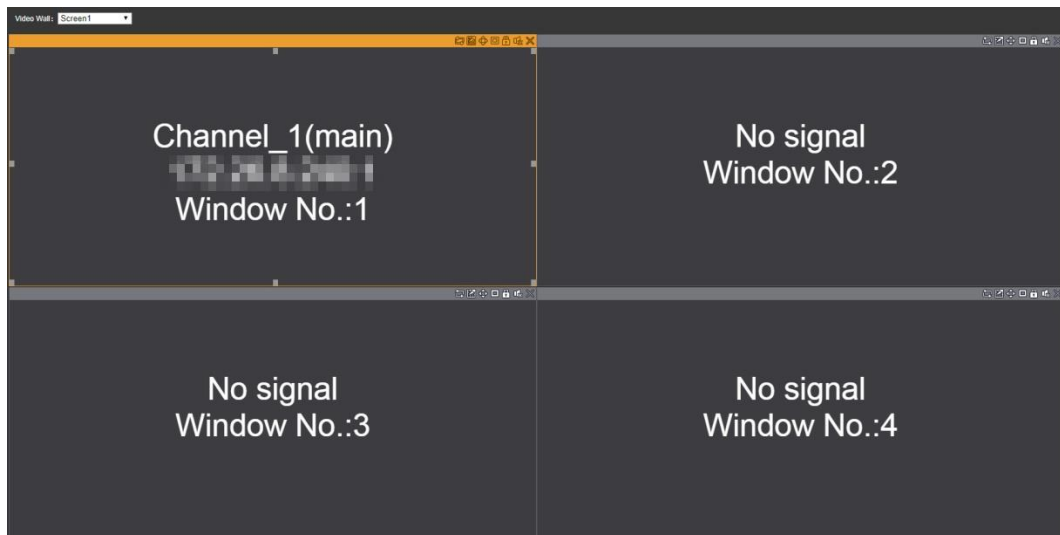 Video Wall: Screen1
Channel_1(main)
Window No.:1
No signal
Window No.:2
No signal
Window No.:3
No signal
Window No.:4